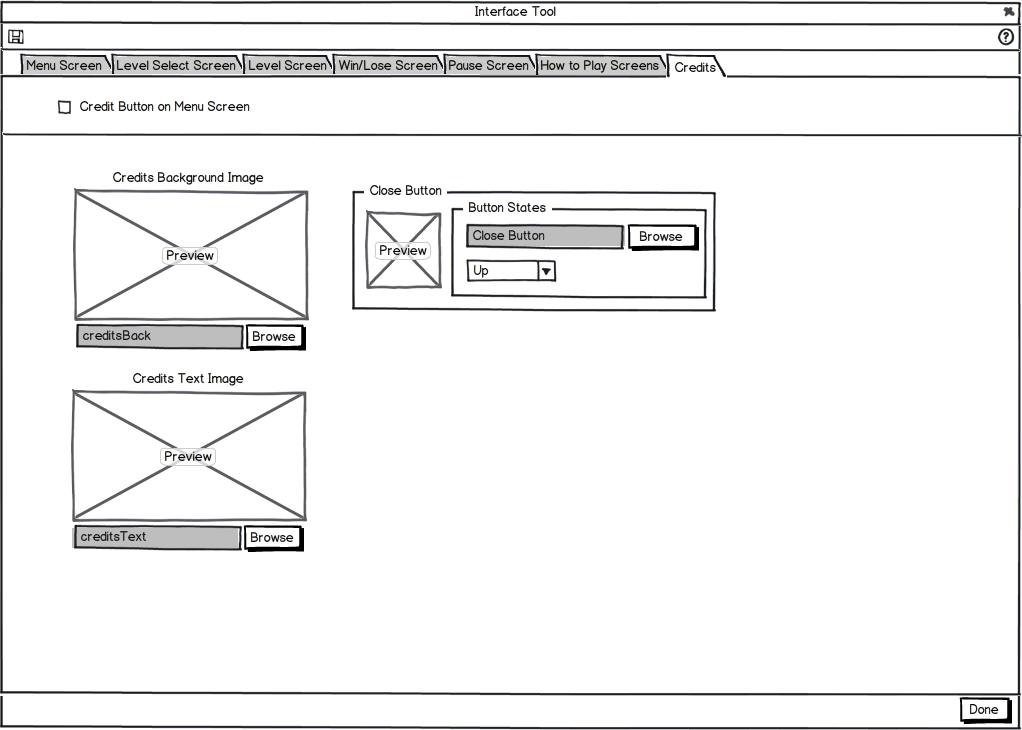 Interface Tool
?
Menu Screen Level Select Screen Level Screen Win/Lose Screen Pause Screen How to Play Screens Credits
Credit Button on Menu Screen
Credits Background Image
Preview
creditsBack Browse
Credits Text Image
Preview
creditsText Browse
Close Button
Preview
Button States
Close Button Browse
Up
Done